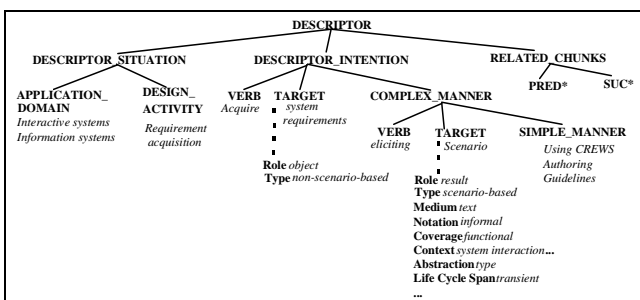 DESCRIPTOR
DESCRIPTOR_SITUATION
DESCRIPTOR_INTENTION
RELATED_CHUNKS
APPLICATION_
DOMAIN
Interactive systems
Information systems
DESIGN_
ACTIVITY
Requirement
acquisition
VERB
Acquire
TARGET
system
requirements
Role object
Type non-scenario-based
COMPLEX_MANNER
PRED*
SUC*
VERB
eliciting
TARGET
Scenario
SIMPLE_MANNER
Using CREWS
Authoring
Guidelines
Role result
Type scenario-based
Medium text
Notation informal
Coverage functional
Context system interaction...
Abstraction type
Life Cycle Span transient
...